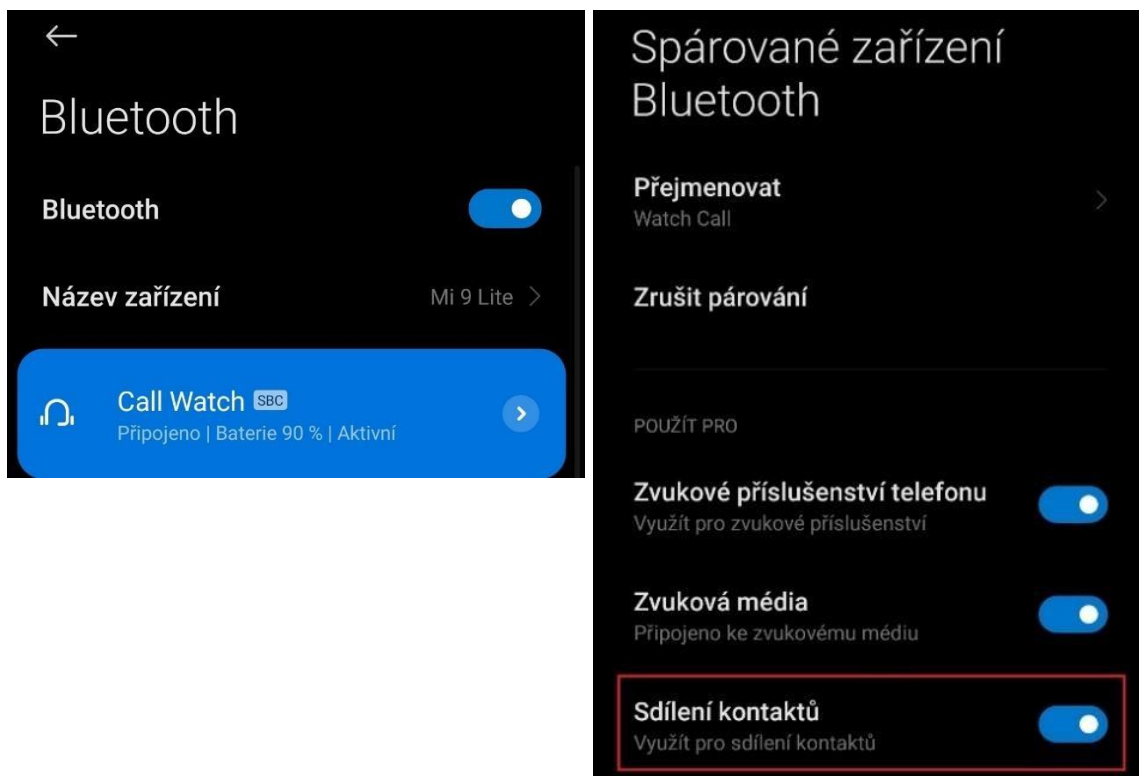 Bluetooth
Bluetooth
Název zařízení
Mi 9 Lite
Call Watch SBC
Připojeno | Baterie 90 % | Aktivní
Spárované zařízení
Bluetooth
Přejmenovat
Watch Call
Zrušit párování
POUŽÍT PRO
Zvukové příslušenství telefonu
Využít pro zvukové příslušenství
Zvuková média
Připojeno ke zvukovému médiu
Sdílení kontaktů
Využít pro sdílení kontaktů